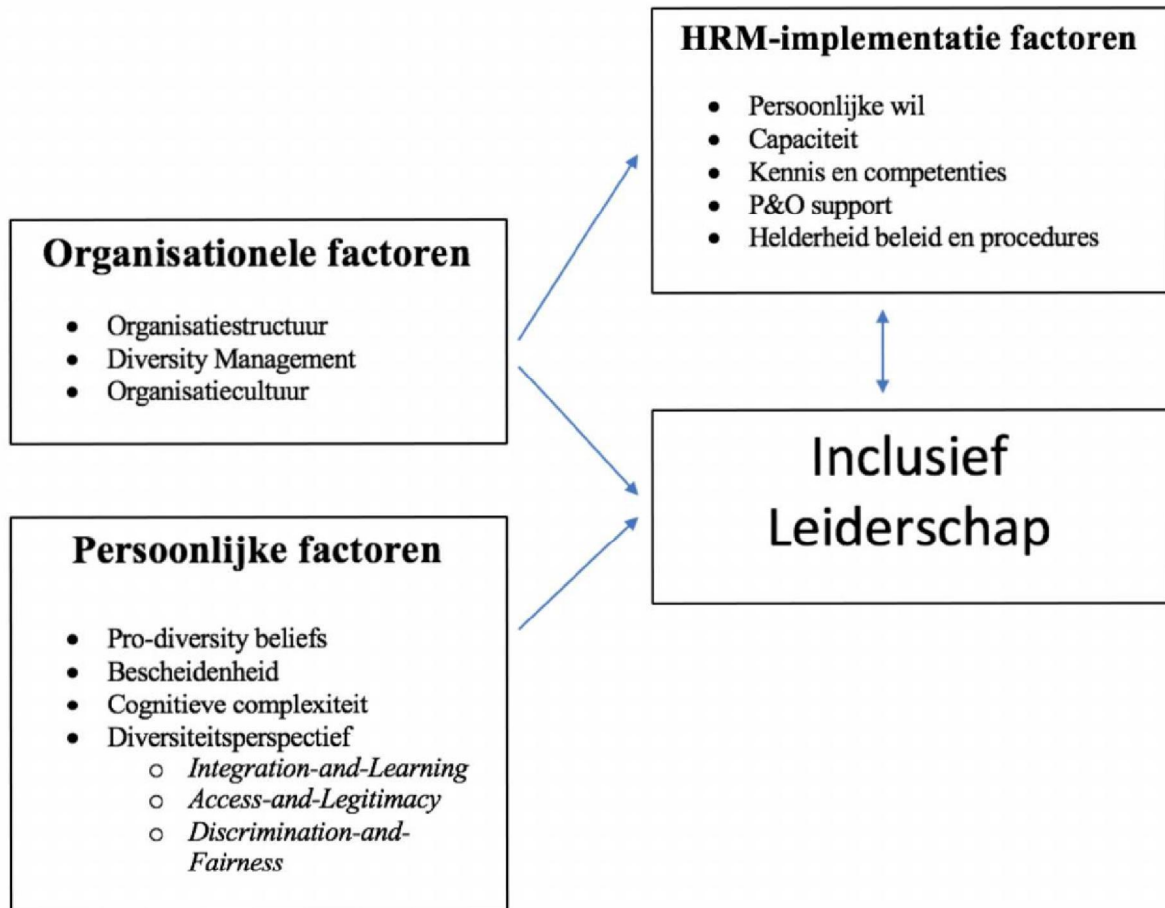 HRM-implementatie factoren
• Persoonlijke wil
• Capaciteit
• Kennis en competenties
• P&O support
• Helderheid beleid en procedures
Organisationele factoren
• Organisatiestructuur
• Diversity Management
• Organisatiecultuur
Inclusief
Leiderschap
Persoonlijke factoren
• Pro-diversity beliefs
• Bescheidenheid
• Cognitieve complexiteit
• Diversiteitsperspectief
o Integration-and-Learning
o Access-and-Legitimacy
o Discrimination-and-
Fairness